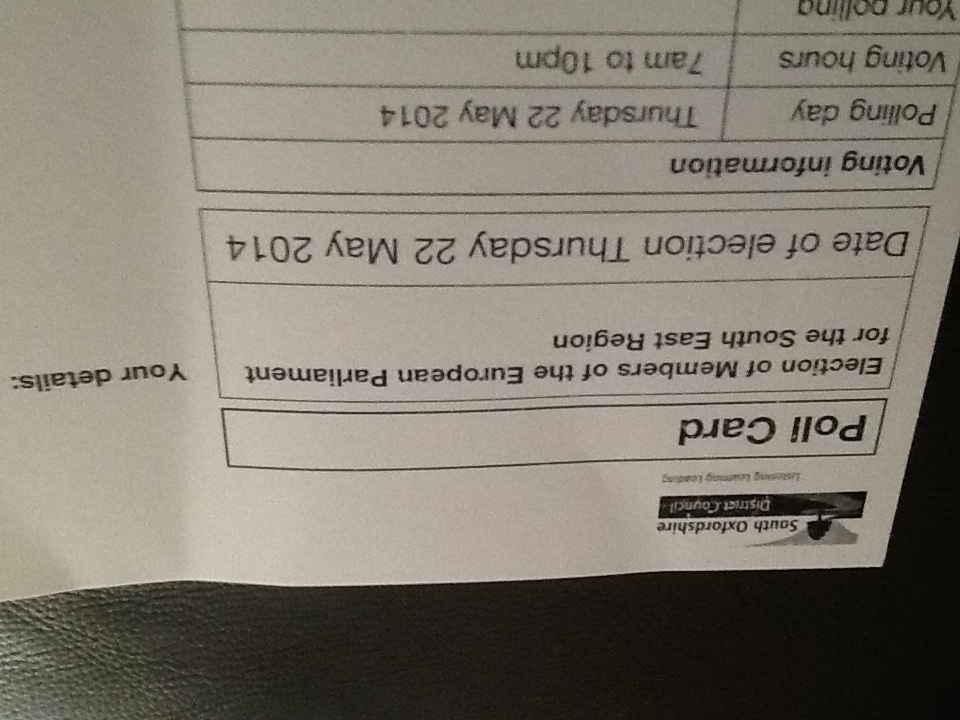 South Oxfordshire
District Council
Listening Learning Leading
Poll Card
Election of Members of the European Parliament
for the South East Region
Date of election Thursday 22 May 2014
Voting information
Polling day Thursday 22 May 2014
Voting hours 7am to 10pm
Your polling
Your details: